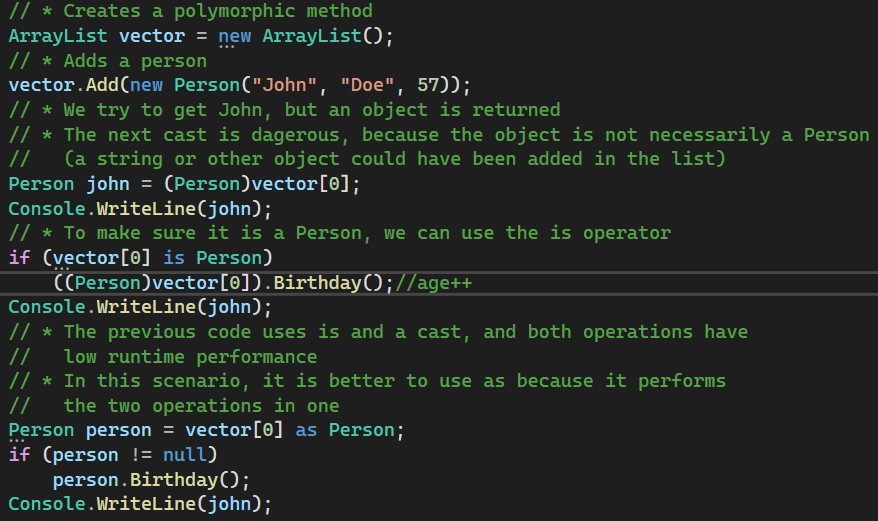 // * Creates a polymorphic method
ArrayList vector = new ArrayList();
// * Adds a person
vector.Add(new Person("John", "Doe", 57));
// * We try to get John, but an object is returned
// * The next cast is dagerous, because the object is not necessarily a Person
//   (a string or other object could have been added in the list)
Person john = (Person)vector[0];
Console.WriteLine(john);
// * To make sure it is a Person, we can use the is operator
if (vector[0] is Person)
    ((Person)vector[0]).Birthday();//age++
Console.WriteLine(john);
// * The previous code uses is and a cast, and both operations have
//   low runtime performance
// * In this scenario, it is better to use as because it performs
//   the two operations in one
Person person = vector[0] as Person;
if (person != null)
    person.Birthday();
Console.WriteLine(john);